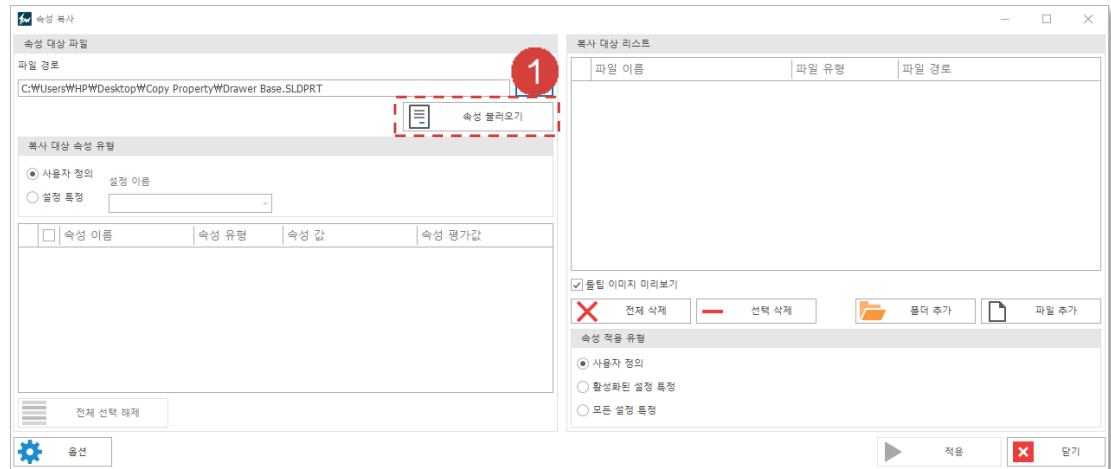 속성 복사
속성 대상 파일
파일 경로
1
C:₩Users₩HP₩Desktop₩Copy Property₩Drawer Base.SLDPRT
속성 불러오기
복사 대상 속성 유형
사용자 정의
설정 이름
설정 특정
속성 이름 속성 유형 속성 값 속성 평가값
전체 선택 해제
옵션
복사 대상 리스트
파일 이름 파일 유형 파일 경로
툴팁 이미지 미리보기
전체 삭제 선택 삭제 폴더 추가 파일 추가
속성 적용 유형
사용자 정의
활성화된 설정 특정
모든 설정 특정
적용 닫기